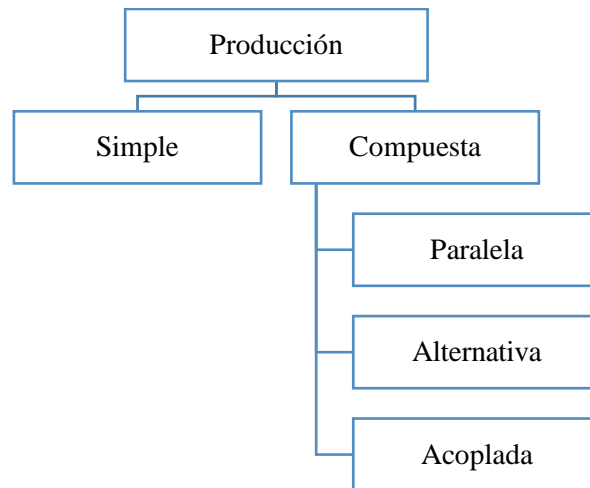 Producción
Simple
Compuesta
Paralela
Alternativa
Acoplada